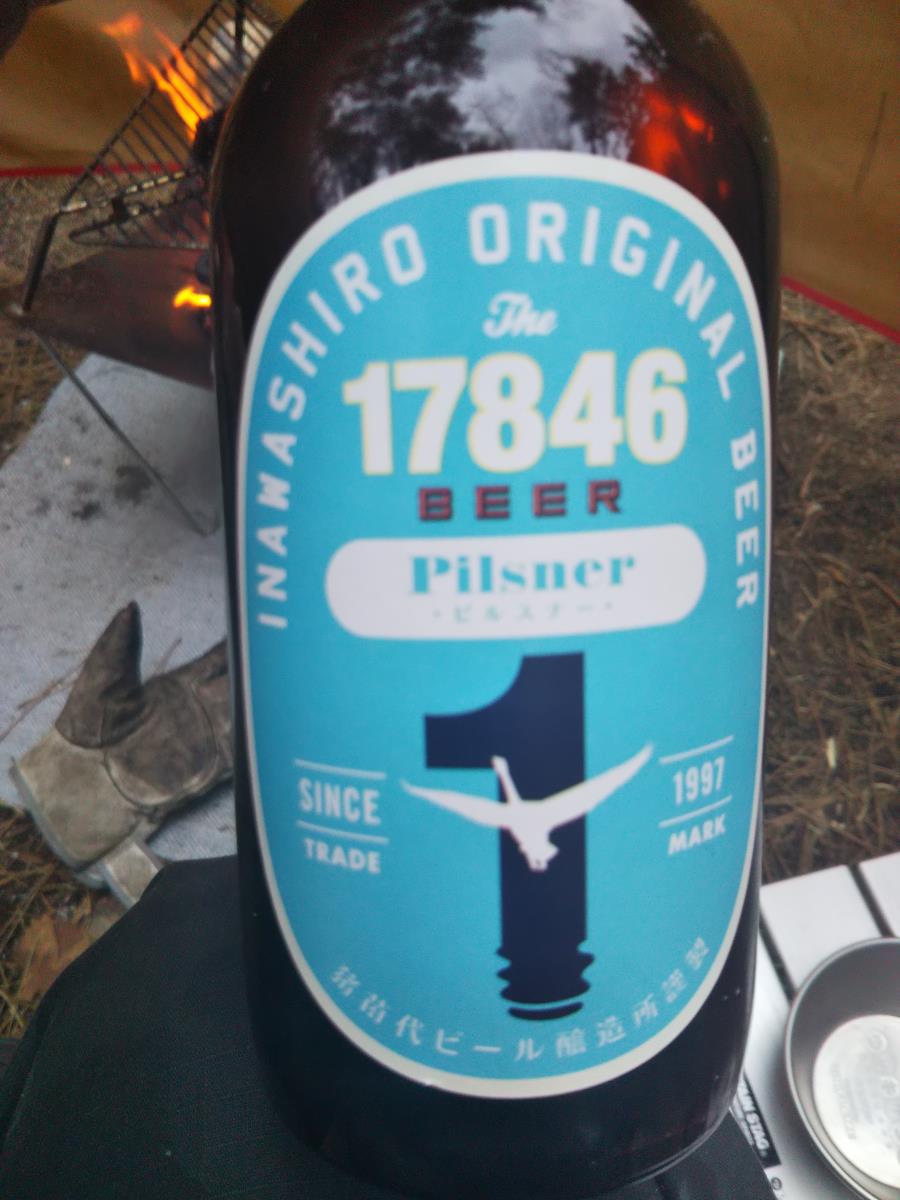 INAWASHIRO ORIGINAL BEER
The
17846
BEER
Pilsner
・ピルスナー・
1
SINCE
1997
TRADE
MARK
猪苗代ビール醸造所謹製